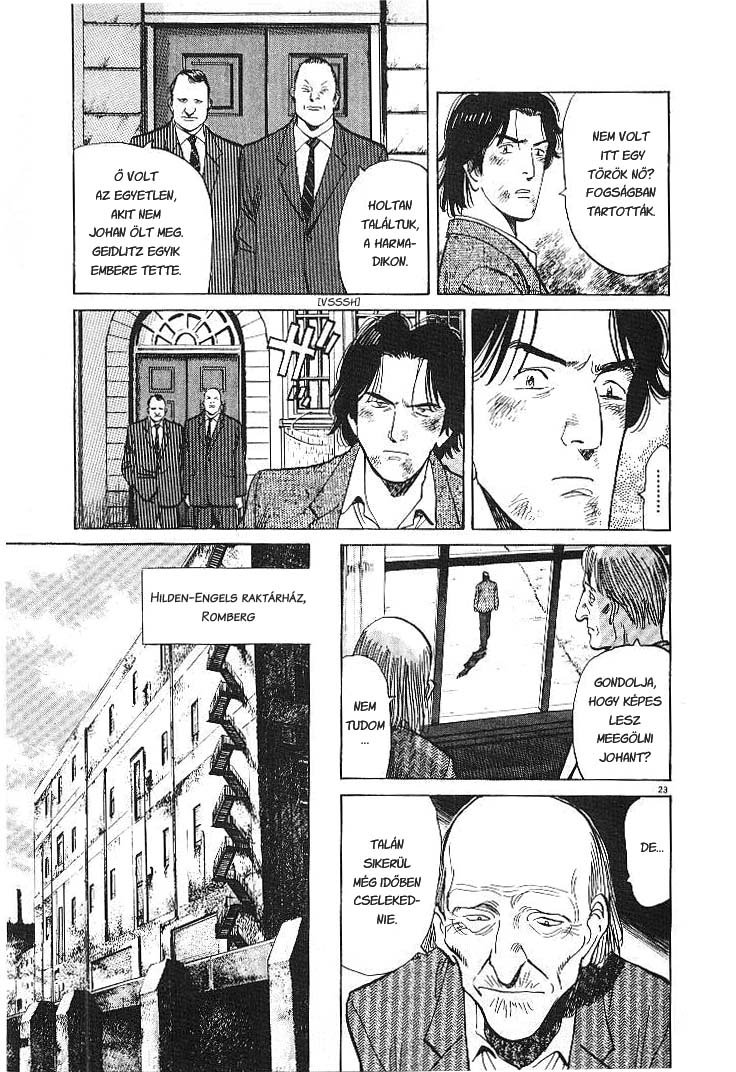 NEM VOLT
ITT EGY
TÖRÖK NŐ?
FOGSÁGBAN
TARTOTTÁK.
HOLTAN
TALÁLTUK,
A HARMA-
DIKON.
Ő VOLT
AZ EGYETLEN,
AKIT NEM
JOHAN ÖLT MEG.
GEIDLITZ EGYIK
EMBERE TETTE.
[VSSSH]
.........
GONDOLJA,
HOGY KÉPES
LESZ
MEEGÖLNI
JOHANT?
NEM
TUDOM
...
23
DE...
TALÁN
SIKERÜL
MÉG IDŐBEN
CSELEKED-
NIE.
HILDEN-ENGELS RAKTÁRHÁZ,
ROMBERG